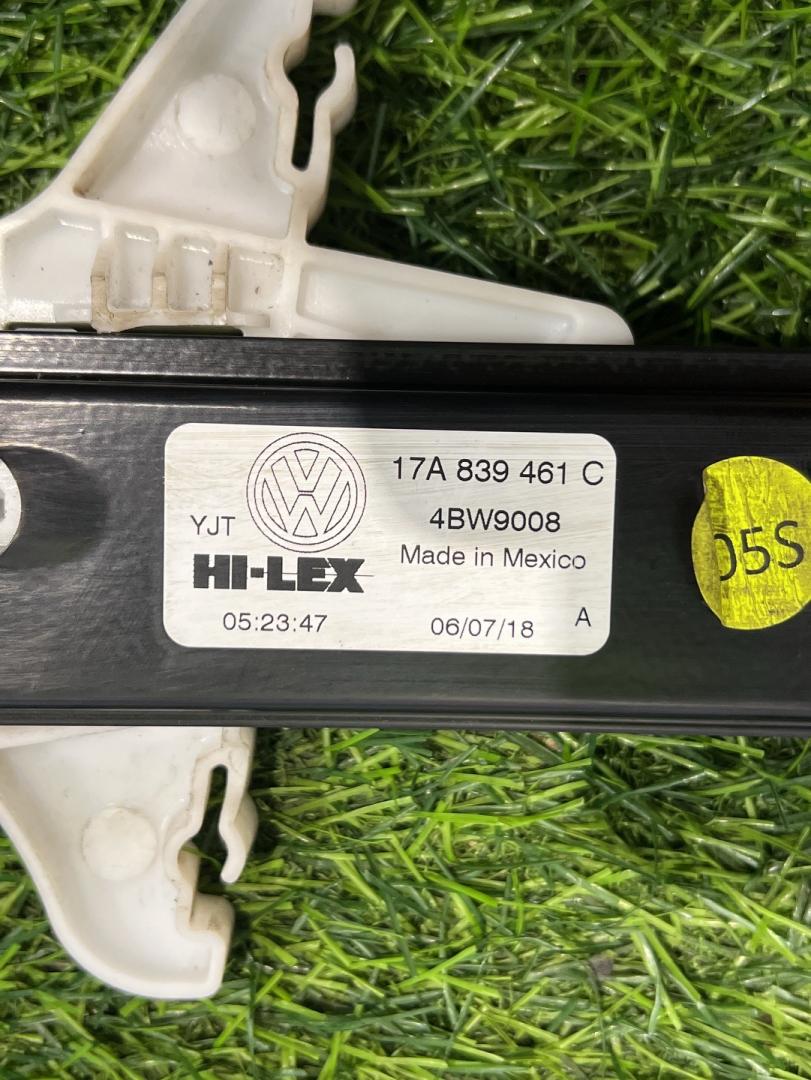 17A 839 461 C
YJT
4BW9008
HI-LEX
Made in Mexico
05:23:47
06/07/18
A
05S